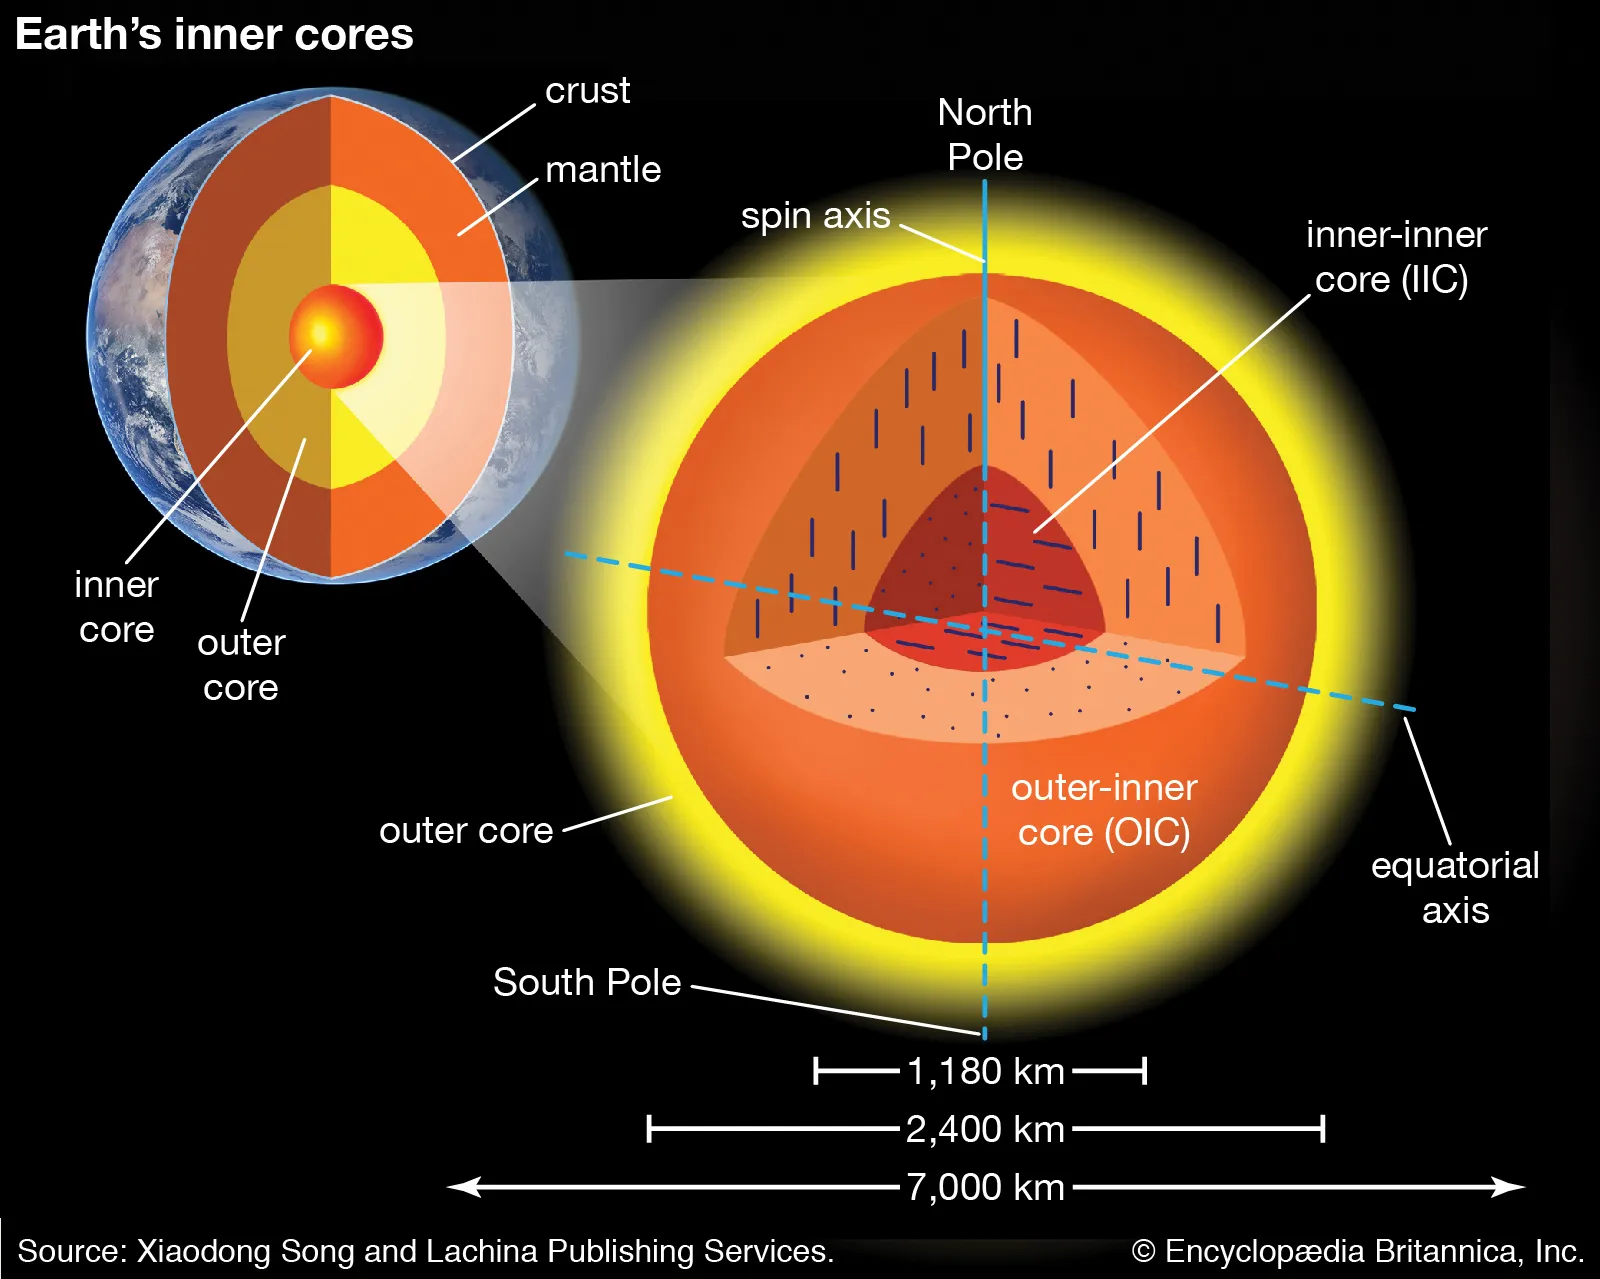 Earth's inner cores
crust
mantle
North
Pole
spin axis
inner-inner
core (IIC)
inner
core
outer
core
outer-inner
core (OIC)
outer core
equatorial
axis
South Pole
1,180 km
2,400 km
7,000 km
Source: Xiaodong Song and Lachina Publishing Services.
© Encyclopædia Britannica, Inc.